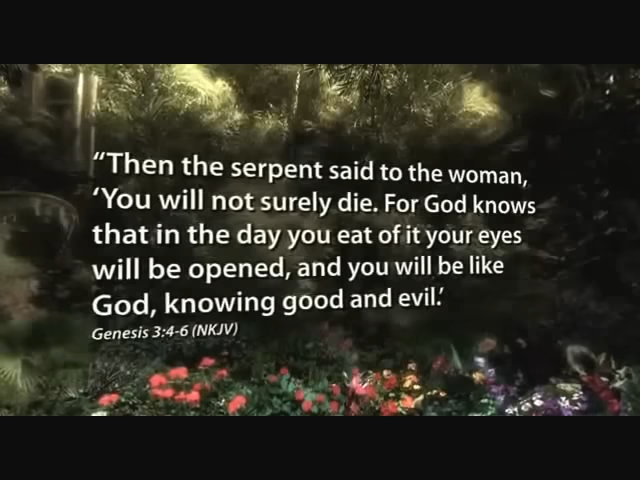 “Then the serpent said to the woman,
‘You will not surely die. For God knows
that in the day you eat of it your eyes
will be opened, and you will be like
God, knowing good and evil.’
Genesis 3:4-6 (NKJV)